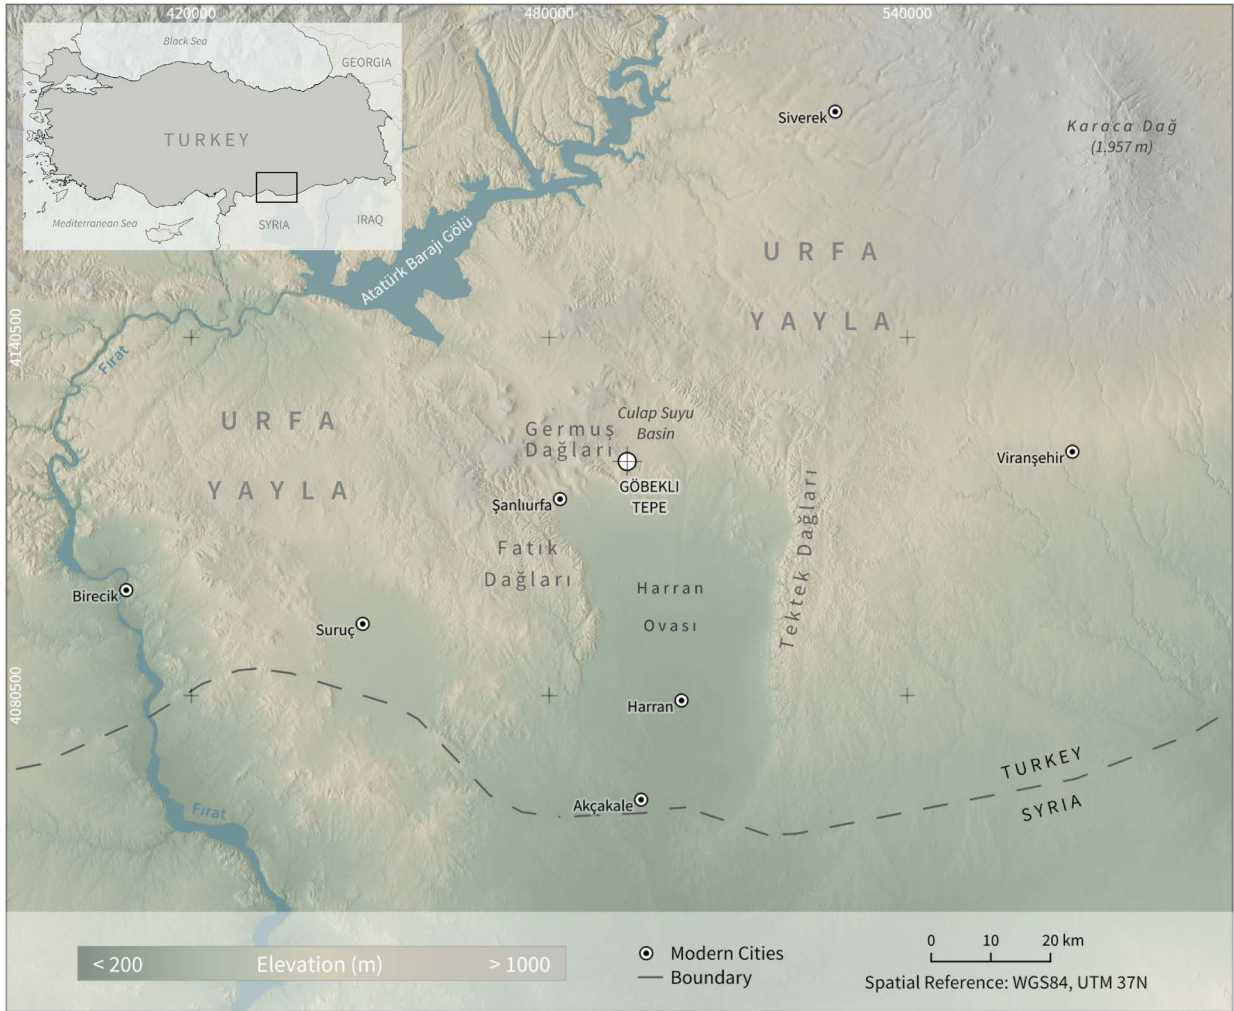 420000
480000
540000
Black Sea
GEORGIA
TURKEY
Mediterranean Sea
SYRIA
IRAQ
Siverek
Karaca Dağ
(1.957 m)
Atatürk Barajı Gölü
URFA
YAYLA
4140500
Fırat
URFA
YAYLA
Germuş
Dağları
Culap Suyu
Basin
GÖBEKLI
TEPE
Şanlıurfa
Viranşehir
Fatık
Dağları
Tektek Dağları
Harran
Ovası
Birecik
Suruç
4080500
Harran
Akçakale
TURKEY
SYRIA
Fırat
< 200
Elevation (m)
> 1000
Modern Cities
Boundary
0 10 20 km
Spatial Reference: WGS84, UTM 37N